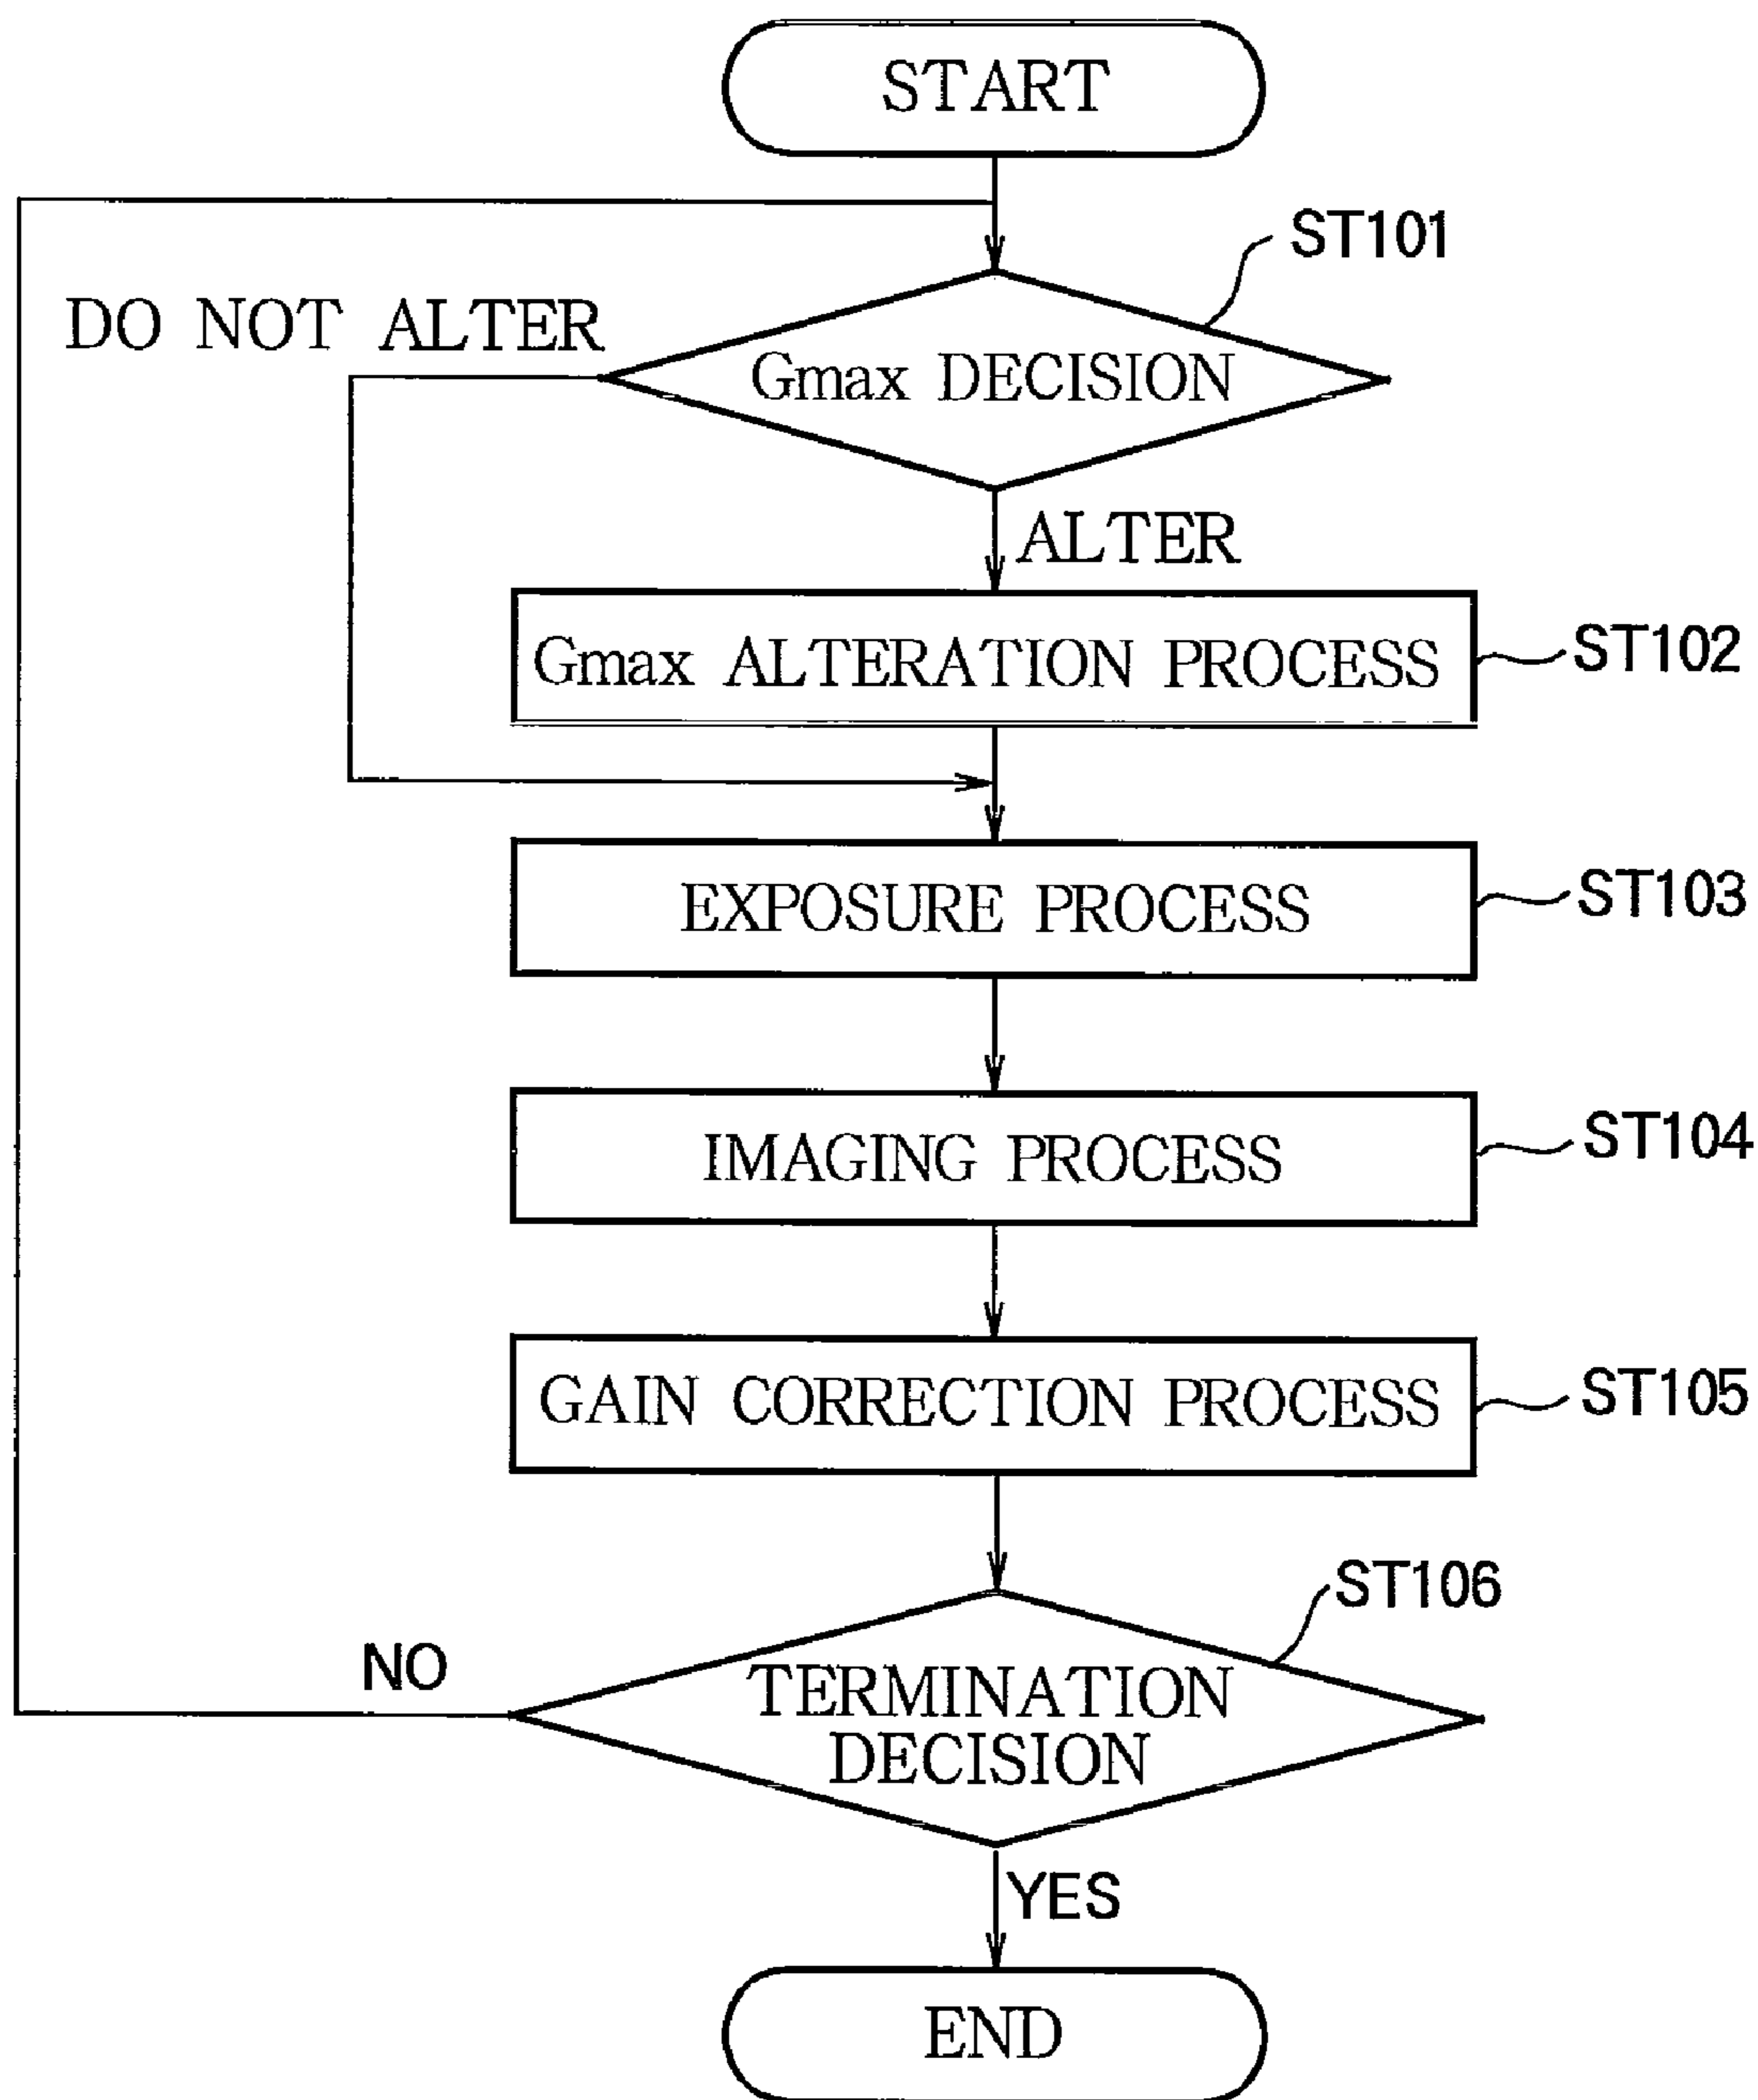 START
ST101
DO NOT ALTER
Gmax DECISION
ALTER
Gmax ALTERATION PROCESS
ST102
EXPOSURE PROCESS
ST103
IMAGING PROCESS
ST104
GAIN CORRECTION PROCESS
ST105
ST106
NO
TERMINATION
DECISION
YES
END